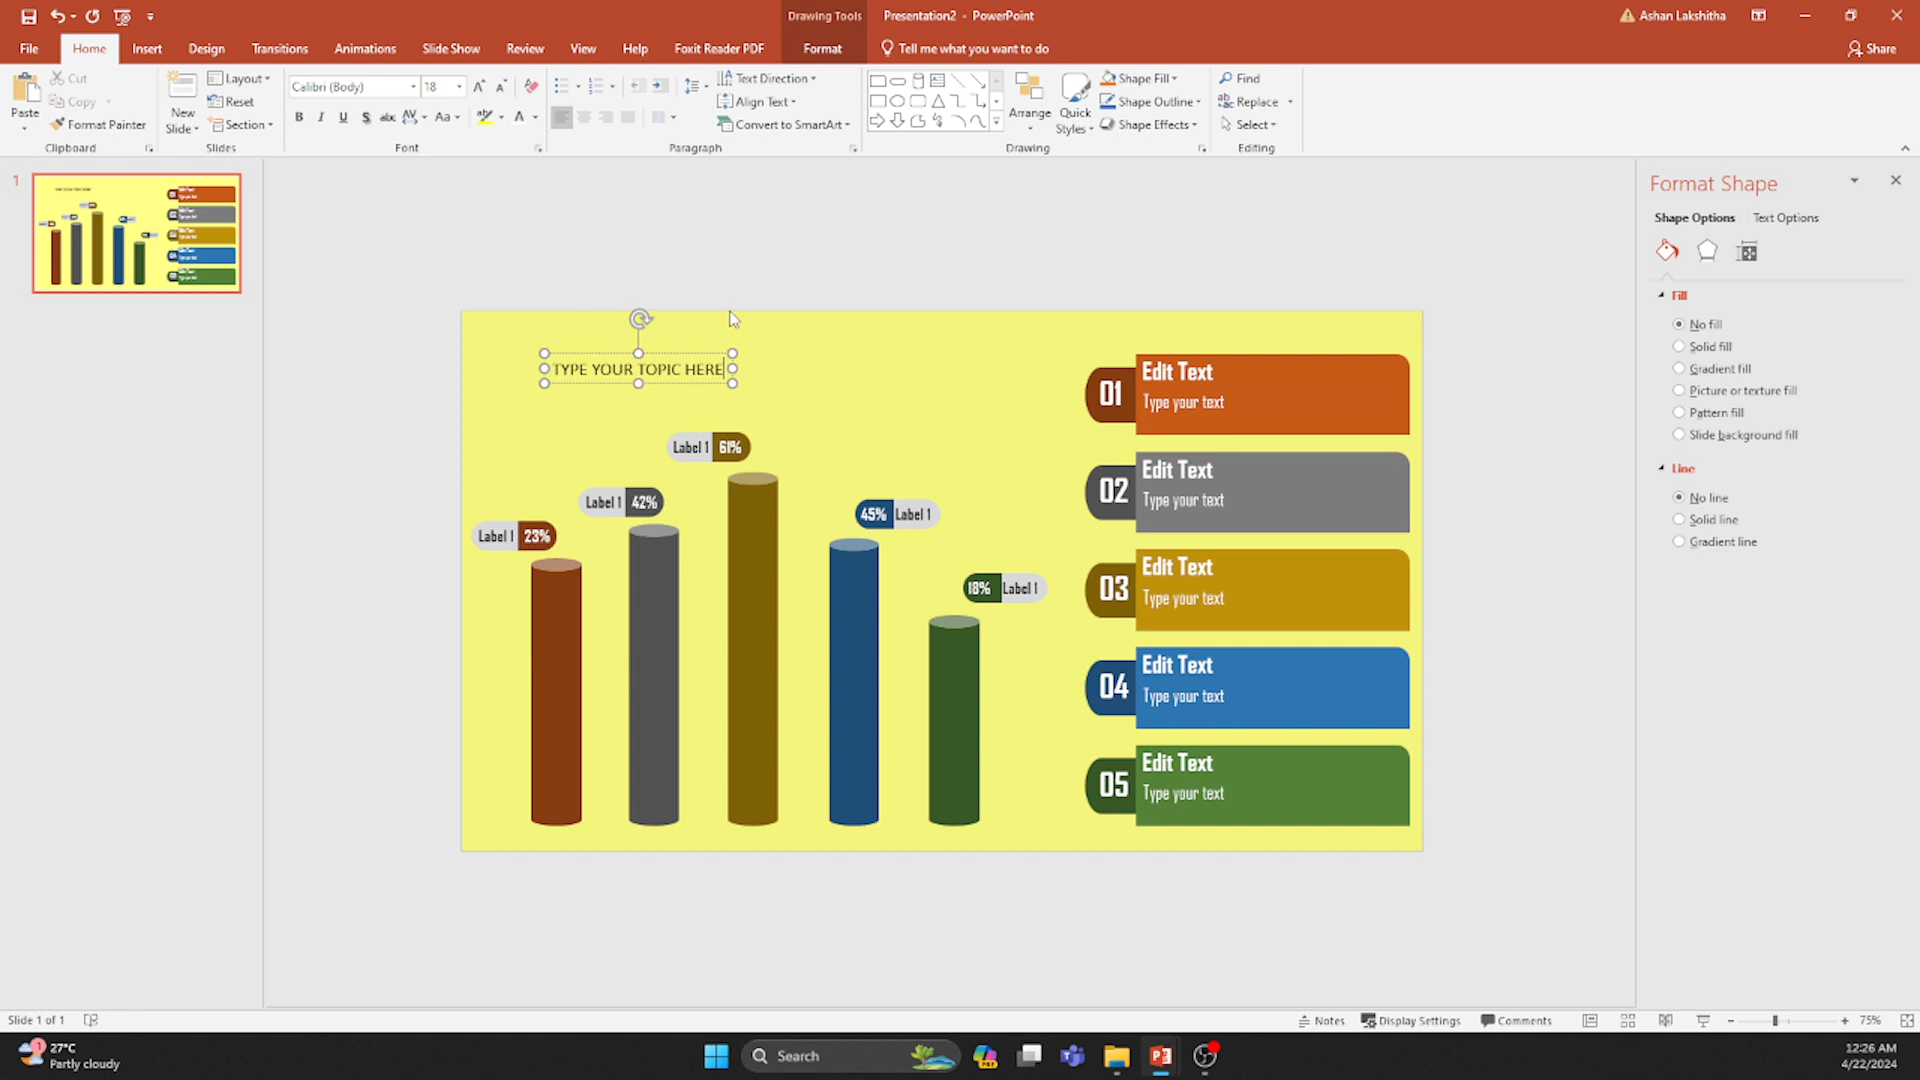 Drawing Tools
Presentation2 - PowerPoint
Ashan Lakshitha
File
Home
Insert
Design
Transitions
Animations
Slide Show
Review
View
Help
Foxit Reader PDF
Format
Tell me what you want to do
Share
Paste
Cut
Copy
Format Painter
Clipboard
New
Slide
Layout
Reset
Section
Slides
Calibri (Body)
18
Font
Text Direction
Align Text
Convert to SmartArt
Paragraph
Arrange
Quick
Styles
Shape Fill
Shape Outline
Shape Effects
Drawing
Find
Replace
Select
Editing
1
TYPE YOUR TOPIC HERE
Label 1 61%
Label 1 42%
Label 1 23%
45% Label 1
18% Label 1
01
Edit Text
Type your text
02
Edit Text
Type your text
03
Edit Text
Type your text
04
Edit Text
Type your text
05
Edit Text
Type your text
Format Shape
Shape Options
Text Options
Fill
No fill
Solid fill
Gradient fill
Picture or texture fill
Pattern fill
Slide background fill
Line
No line
Solid line
Gradient line
Slide 1 of 1
Notes
Display Settings
Comments
75%
1
27°C
Partly cloudy
Search
12:26 AM
4/22/2024